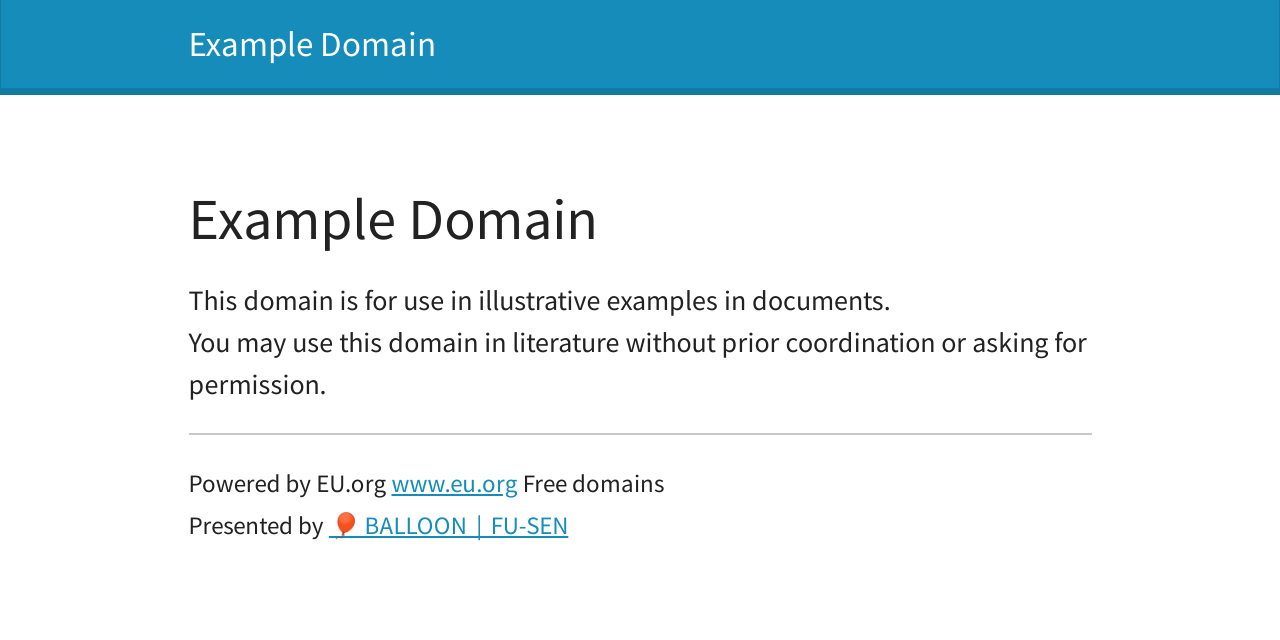 Example Domain
Example Domain
This domain is for use in illustrative examples in documents.
You may use this domain in literature without prior coordination or asking for
permission.
Powered by EU.org www.eu.org Free domains
Presented by 🎈 BALLOON｜FU-SEN